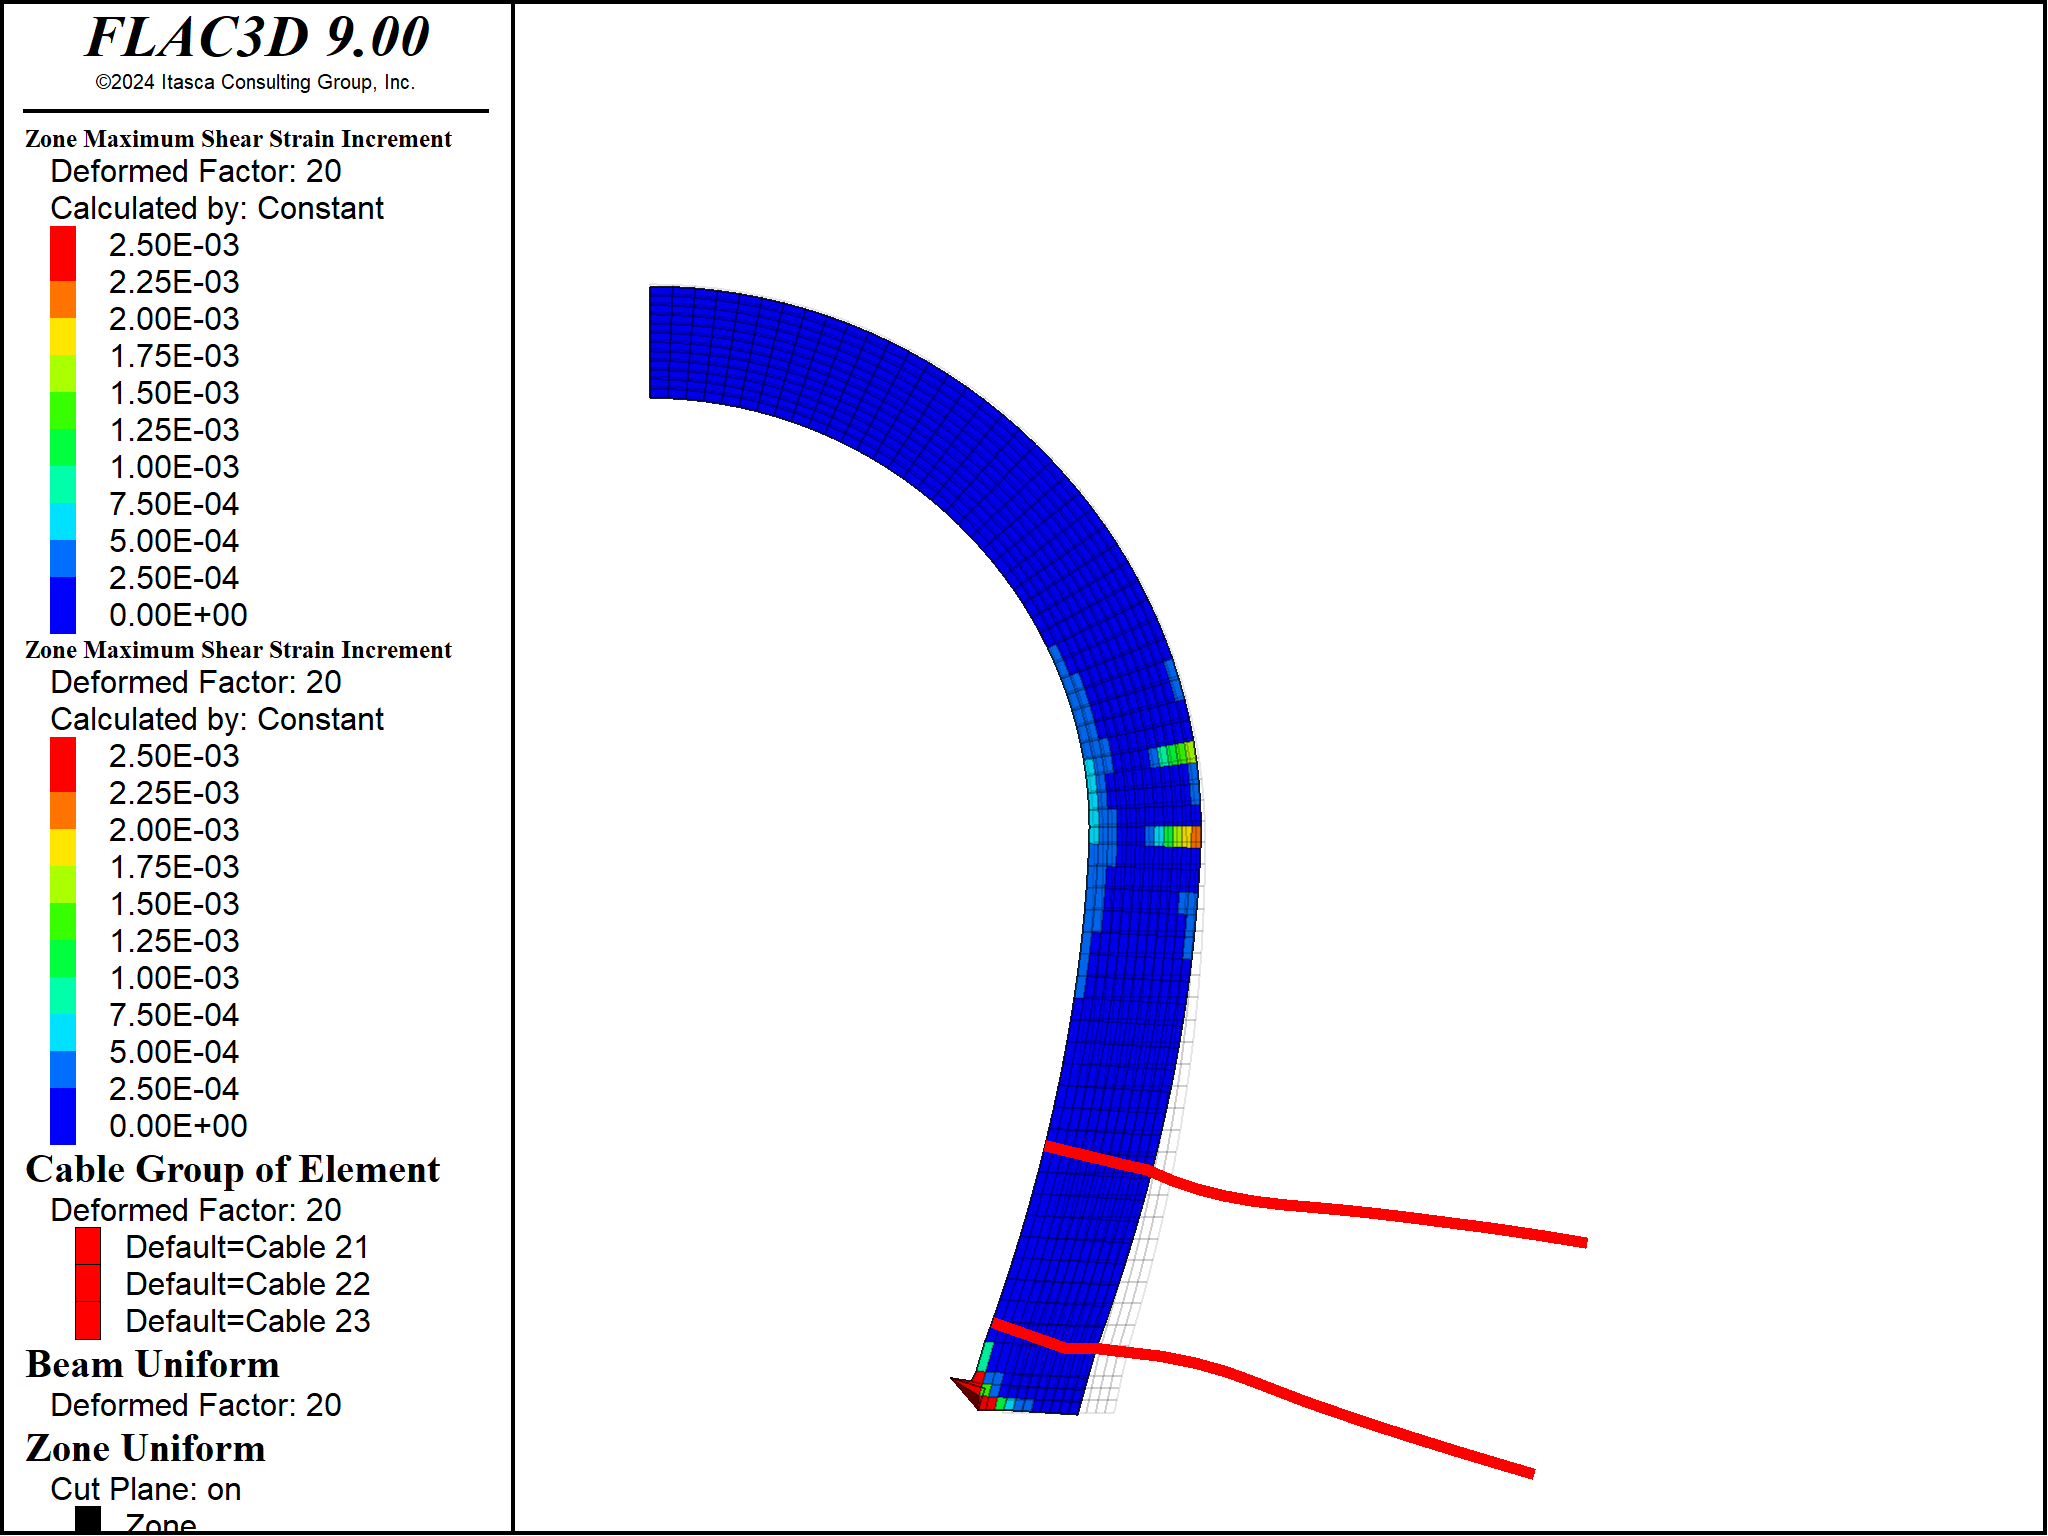 FLAC3D 9.00
©2024 Itasca Consulting Group, Inc.
Zone Maximum Shear Strain Increment
Deformed Factor: 20
Calculated by: Constant
2.50E-03
2.25E-03
2.00E-03
1.75E-03
1.50E-03
1.25E-03
1.00E-03
7.50E-04
5.00E-04
2.50E-04
0.00E+00
Zone Maximum Shear Strain Increment
Deformed Factor: 20
Calculated by: Constant
2.50E-03
2.25E-03
2.00E-03
1.75E-03
1.50E-03
1.25E-03
1.00E-03
7.50E-04
5.00E-04
2.50E-04
0.00E+00
Cable Group of Element
Deformed Factor: 20
Default=Cable 21
Default=Cable 22
Default=Cable 23
Beam Uniform
Deformed Factor: 20
Zone Uniform
Cut Plane: on
Zone